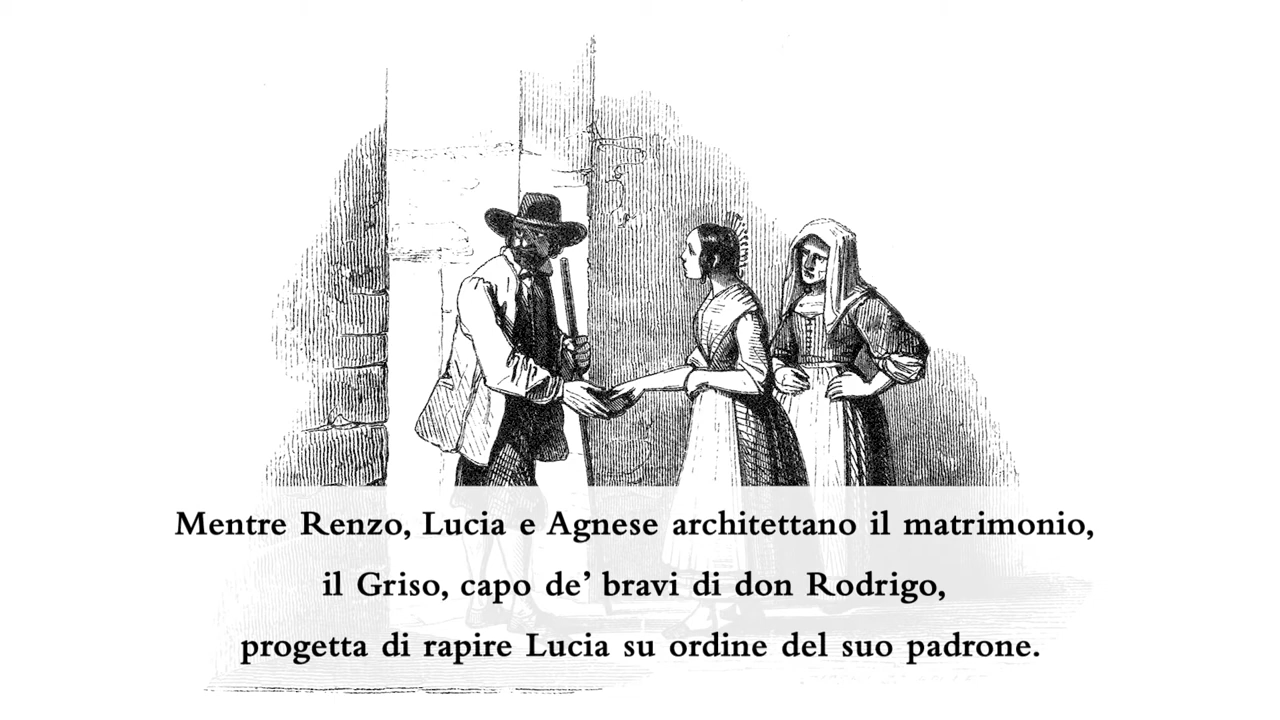 Mentre Renzo, Lucia e Agnese architettano il matrimonio,
il Griso, capo de’ bravi di don Rodrigo,
progetta di rapire Lucia su ordine del suo padrone.